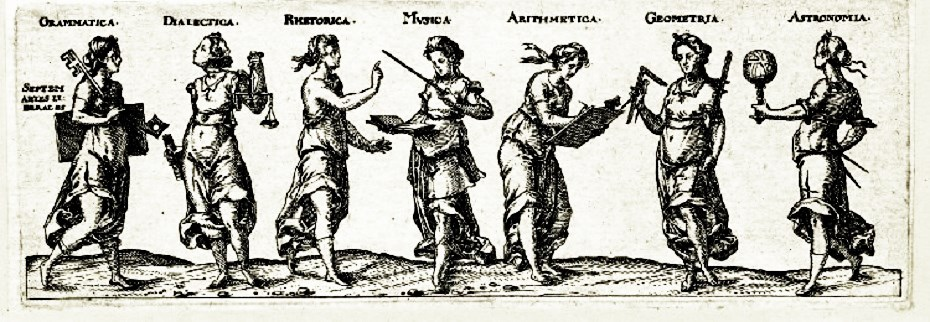 GRAMMATICA. DIALECTICA. RHETORICA. MVSICA ARITHMETICA. GEOMETRIA. ASTRONOMIA.
SEPTEM
ARTES LI
BERALES